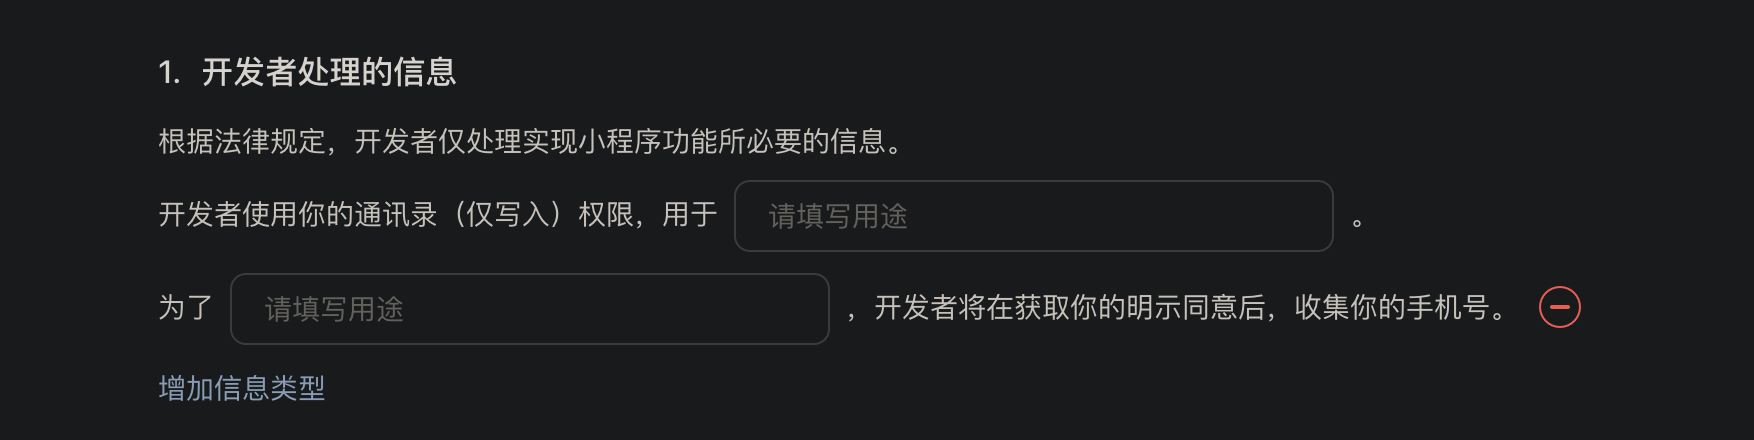 1. 开发者处理的信息
根据法律规定，开发者仅处理实现小程序功能所必要的信息。
开发者使用你的通讯录（仅写入）权限，用于 请填写用途 。
为了 请填写用途 ，开发者将在获取你的明示同意后，收集你的手机号。
增加信息类型